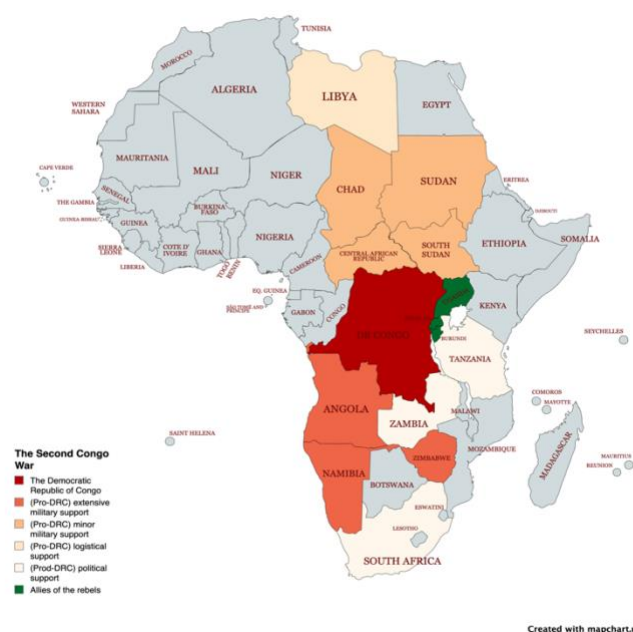 TUNISIA
MOROCCO
ALGERIA
LIBYA
EGYPT
WESTERN
SAHARA
CAPE VERDE
MAURITANIA
MALI
NIGER
CHAD
SUDAN
ERITREA
DJIBOUTI
THE GAMBIA
SENEGAL
GUINEA-BISSAU
GUINEA
BURKINA
FASO
SIERRA
LEONE
LIBERIA
COTE D'
IVOIRE
GHANA
TOGO
BENIN
NIGERIA
CAMEROON
CENTRAL AFRICAN
REPUBLIC
SOUTH
SUDAN
ETHIOPIA
SOMALIA
EQ. GUINEA
SÃO TOMÉ AND
PRINCIPE
GABON
CONGO
DR CONGO
UGANDA
KENYA
BURUNDI
TANZANIA
SEYCHELLES
COMOROS
MAYOTTE
ANGOLA
ZAMBIA
MALAWI
MOZAMBIQUE
MADAGASCAR
MAURITIUS
REUNION
SAINT HELENA
NAMIBIA
ZIMBABWE
BOTSWANA
ESWATINI
LESOTHO
SOUTH AFRICA
The Second Congo
War
The Democratic
Republic of Congo
(Pro-DRC) extensive
military support
(Pro-DRC) minor
military support
(Pro-DRC) logistical
support
(Prod-DRC) political
support
Allies of the rebels
Created with mapchart.